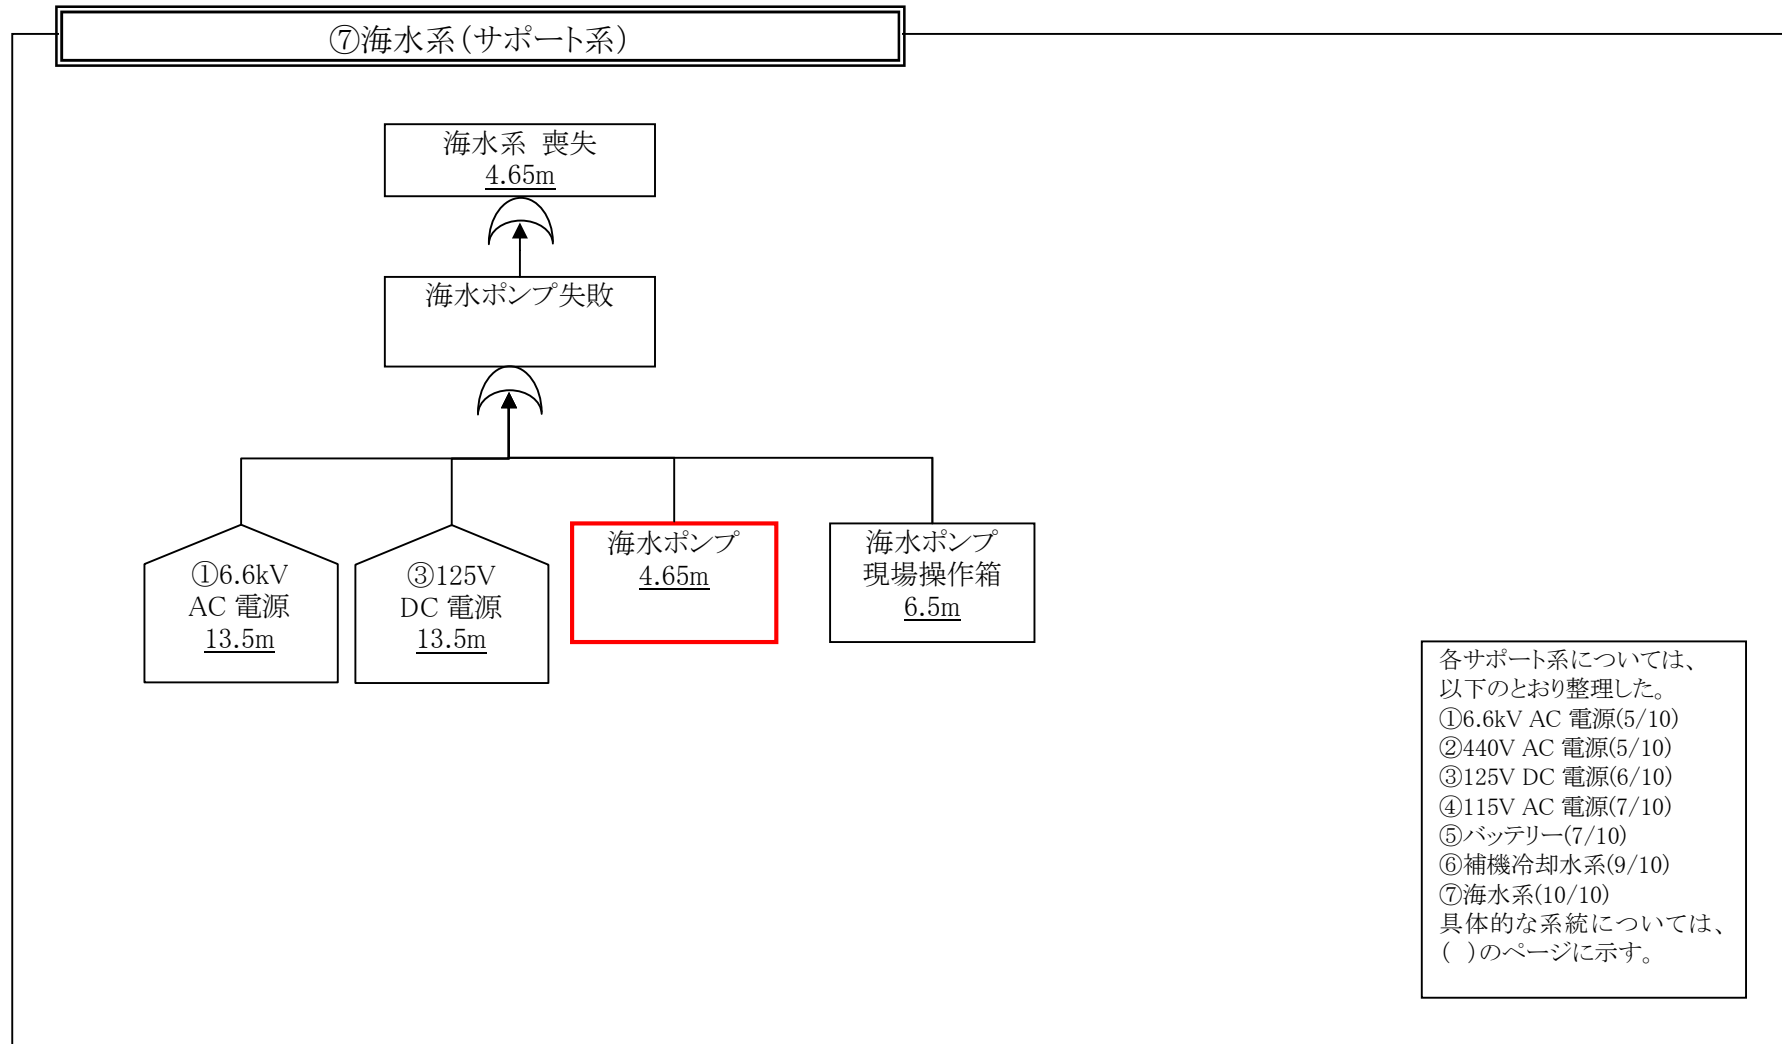 ⑦海水系(サポート系)
海水系 喪失
4.65m
海水ポンプ失敗
①6.6kV
AC 電源
13.5m
③125V
DC 電源
13.5m
海水ポンプ
4.65m
海水ポンプ
現場操作箱
6.5m
各サポート系については、
以下のとおり整理した。
①6.6kV AC 電源(5/10)
②440V AC 電源(5/10)
③125V DC 電源(6/10)
④115V AC 電源(7/10)
⑤バッテリー(7/10)
⑥補機冷却水系(9/10)
⑦海水系(10/10)
具体的な系統については、
( )のページに示す。